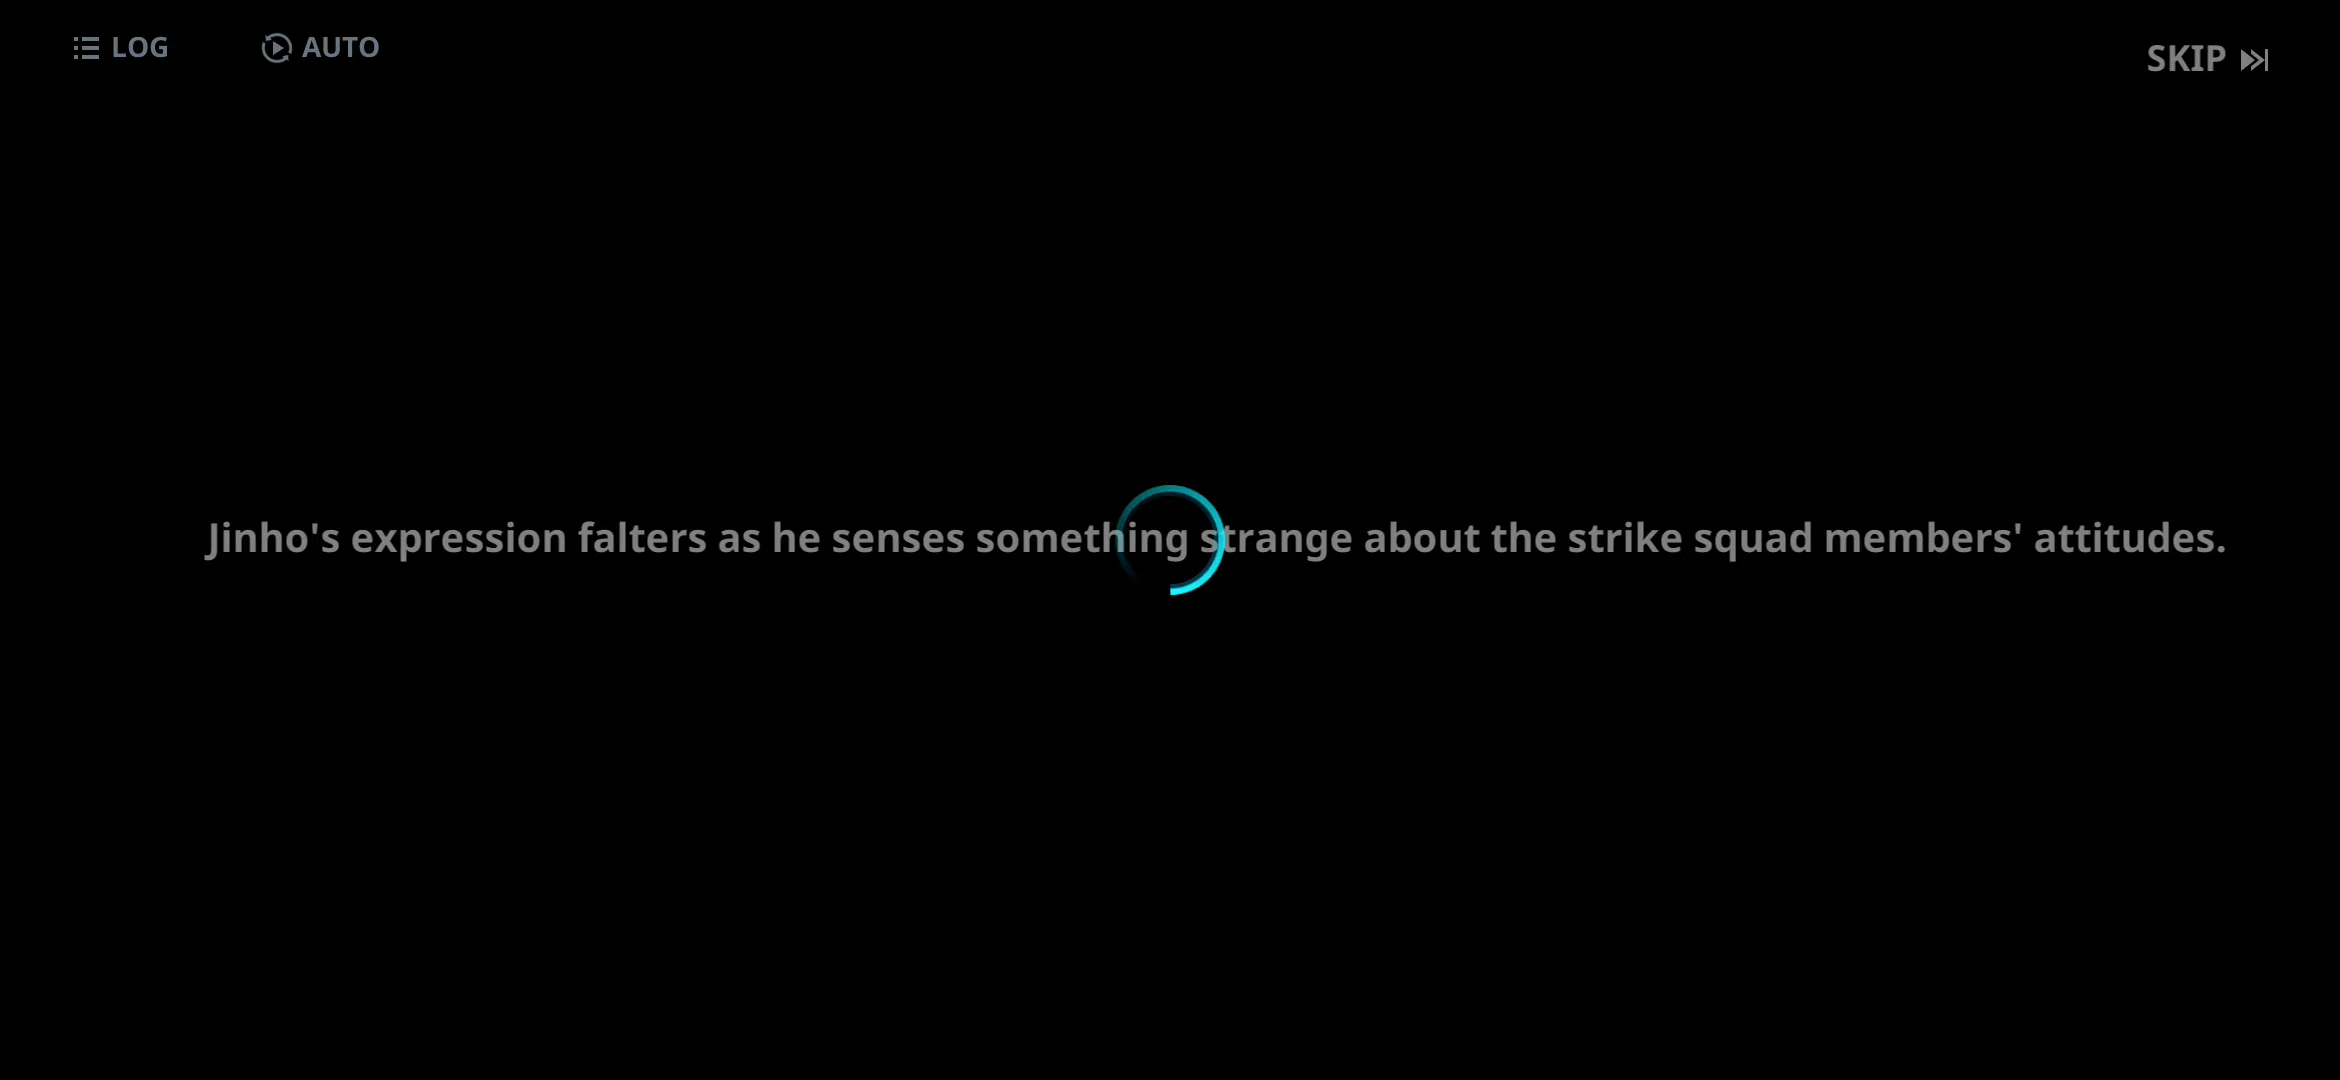 LOG
AUTO
SKIP
Jinho's expression falters as he senses something strange about the strike squad members' attitudes.